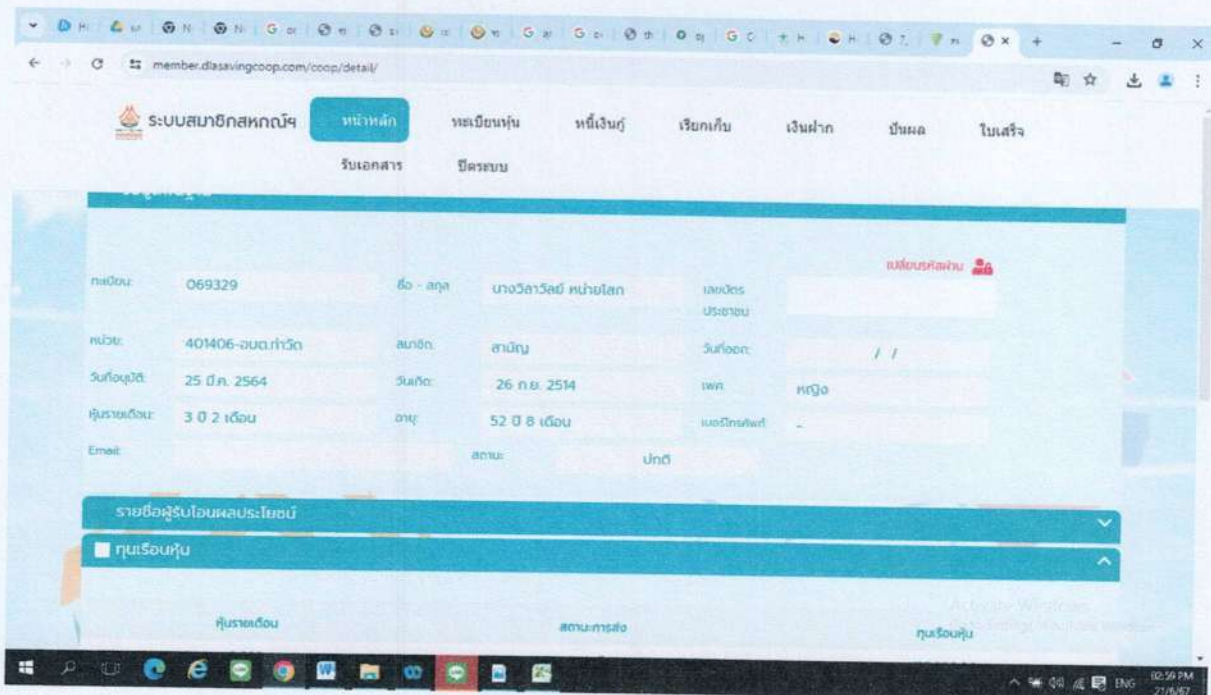 member.dlasavingcoop.com/coop/detail/
ระบบสมาชิกสหกรณ์ฯ หน้าหลัก ทะเบียนหุ้น หนี้เงินกู้ เรียกเก็บ เงินฝาก ปันผล ใบเสร็จ
รับเอกสาร ปิดระบบ
เปลี่ยนรหัสผ่าน
ทะเบียน: 069329 ชื่อ - สกุล นางวิลาวัลย์ หน่ายโสก เลขบัตร
ประชาชน
หน่วย: 401406-อบต.ท่าวัด สมาชิก: สามัญ วันที่ออก: / /
วันที่อนุมัติ: 25 มี.ค. 2564 วันเกิด: 26 ก.ย. 2514 เพศ: หญิง
หุ้นรายเดือน: 3 ปี 2 เดือน อายุ: 52 ปี 8 เดือน เบอร์โทรศัพท์ -
Email: สถานะ: ปกติ
รายชื่อผู้รับโอนผลประโยชน์
ทุนเรือนหุ้น
Activate Windows
หุ้นรายเดือน สถานะการส่ง ทุนเรือนหุ้น
ENG 02:59 PM